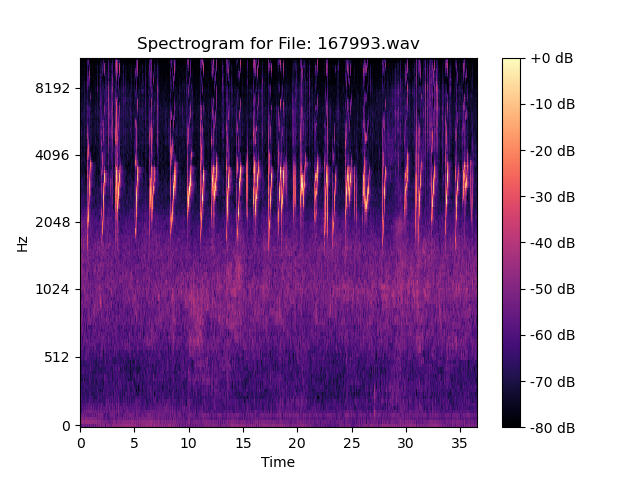 Spectrogram for File: 167993.wav
Hz
8192
4096
2048
1024
512
0
0 5 10 15 20 25 30 35
Time
+0 dB
-10 dB
-20 dB
-30 dB
-40 dB
-50 dB
-60 dB
-70 dB
-80 dB